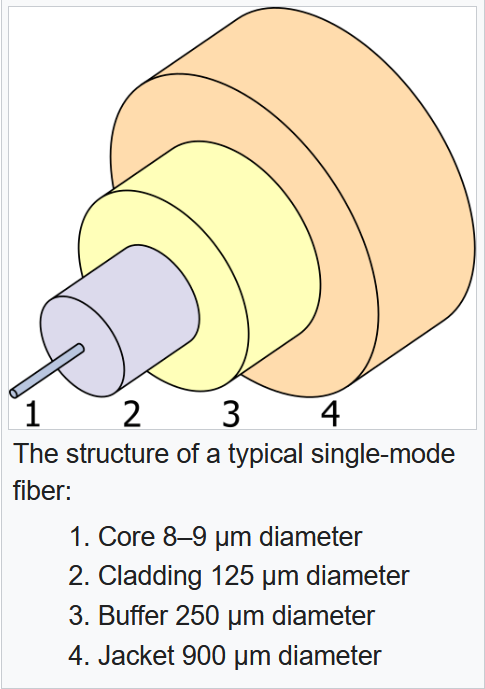 1 2 3 4
The structure of a typical single-mode
fiber:
1. Core 8–9 μm diameter
2. Cladding 125 μm diameter
3. Buffer 250 μm diameter
4. Jacket 900 μm diameter